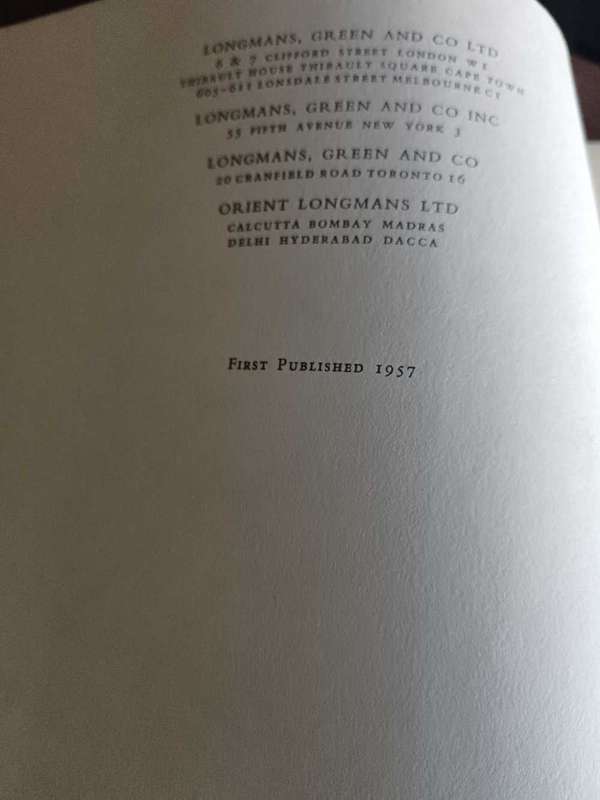 LONGMANS, GREEN AND CO LTD
6 & 7 CLIFFORD STREET LONDON W 1
THIBAULT HOUSE THIBAULT SQUARE CAPE TOWN
605–611 LONSDALE STREET MELBOURNE C1
LONGMANS, GREEN AND CO INC
55 FIFTH AVENUE NEW YORK 3
LONGMANS, GREEN AND CO
20 CRANFIELD ROAD TORONTO 16
ORIENT LONGMANS LTD
CALCUTTA BOMBAY MADRAS
DELHI HYDERABAD DACCA
FIRST PUBLISHED 1957